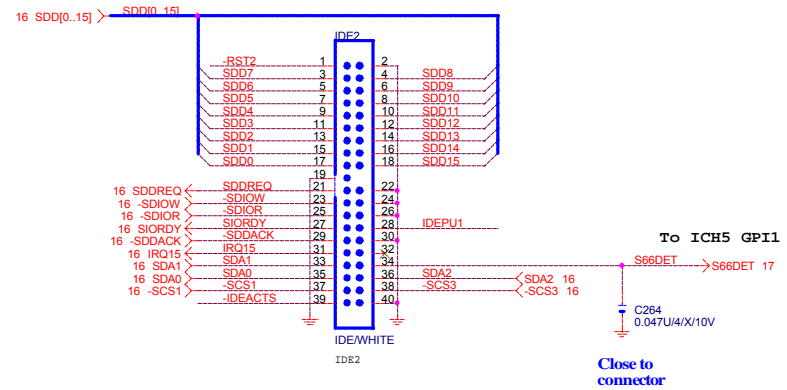 16 SDD[0..15] SDD[0..15]
IDE2
-RST2 1 2
SDD7 3 4 SDD8
SDD6 5 6 SDD9
SDD5 7 8 SDD10
SDD4 9 10 SDD11
SDD3 11 12 SDD12
SDD2 13 14 SDD13
SDD1 15 16 SDD14
SDD0 17 18 SDD15
19
16 SDDREQ SDDREQ 21 22
16 -SDIOW -SDIOW 23 24
16 -SDIOR -SDIOR 25 26
16 SIORDY SIORDY 27 28 IDEPU1
16 -SDDACK -SDDACK 29 30
16 IRQ15 IRQ15 31 32
16 SDA1 SDA1 33 34
16 SDA0 SDA0 35 36 SDA2 SDA2 16
16 -SCS1 -SCS1 37 38 -SCS3 -SCS3 16
-IDEACTS 39 40
To ICH5 GPI1
S66DET S66DET 17
C264
0.047U/4/X/10V
IDE/WHITE
IDE2
Close to
connector